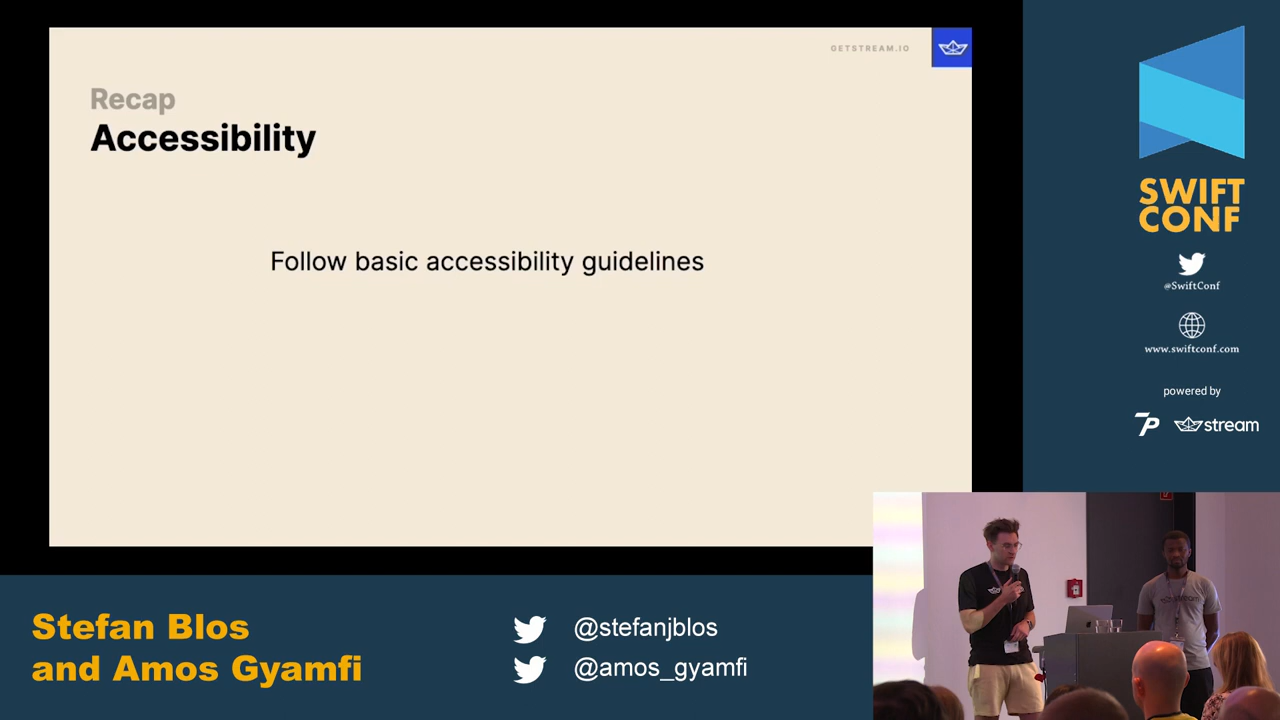 GETSTREAM.IO
Recap
Accessibility
Follow basic accessibility guidelines
SWIFT
CONF
@SwiftConf
www.swiftconf.com
powered by
7P
stream
Stefan Blos
and Amos Gyamfi
@stefanjblos
@amos_gyamfi